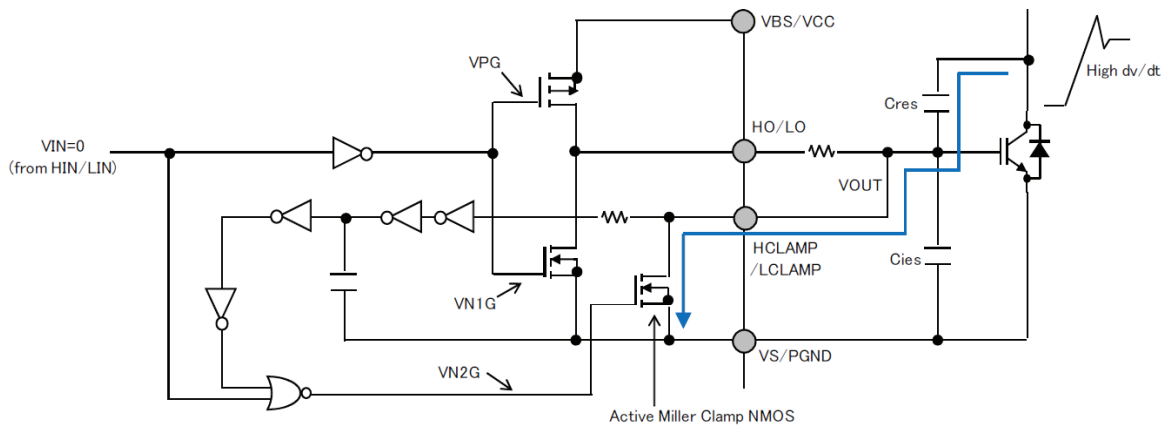 VBS/VCC
VPG
High dv/dt
Cres
VIN=0
(from HIN/LIN)
HO/LO
VOUT
HCLAMP
/LCLAMP
Cies
VN1G
VS/PGND
VN2G
Active Miller Clamp NMOS